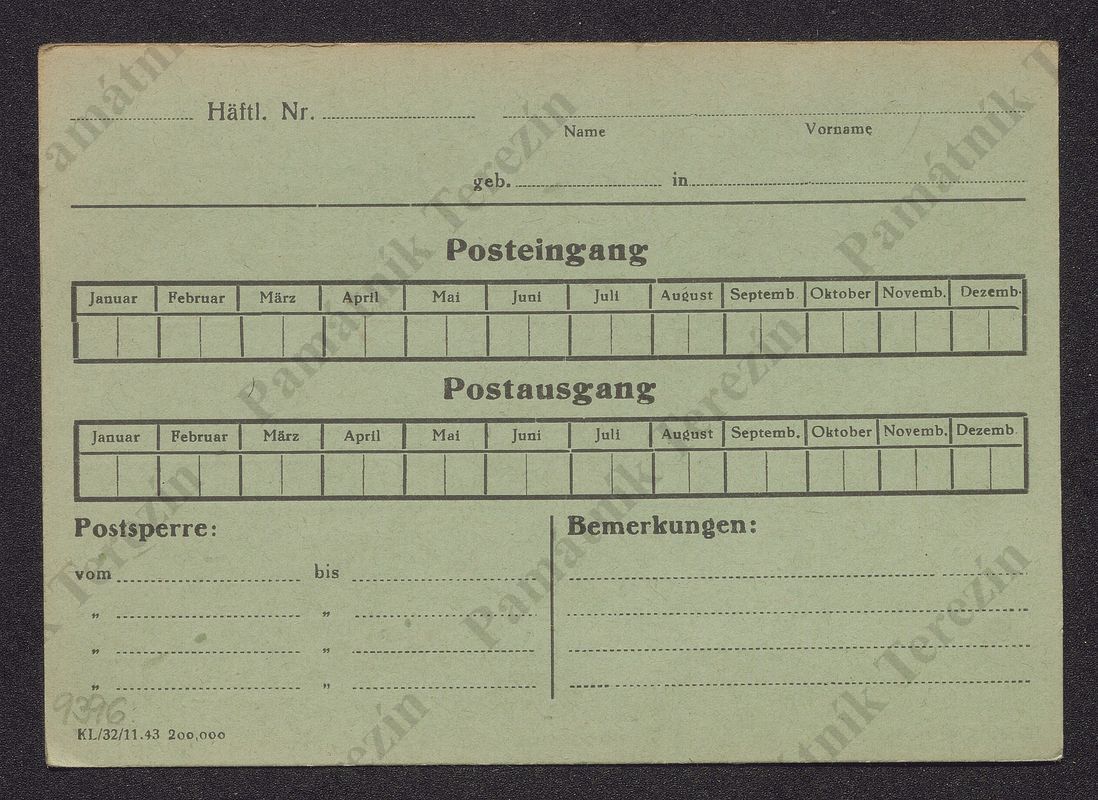 Häftl. Nr.
Name Vorname
geb. in
Posteingang
Januar Februar März April Mai Juni Juli August Septemb. Oktober Novemb. Dezemb.
Postausgang
Januar Februar März April Mai Juni Juli August Septemb. Oktober Novemb. Dezemb.
Postsperre: Bemerkungen:
vom bis
„ „
„ „
„ „
9396
KL/32/11.43 200,000
Památník Terezín